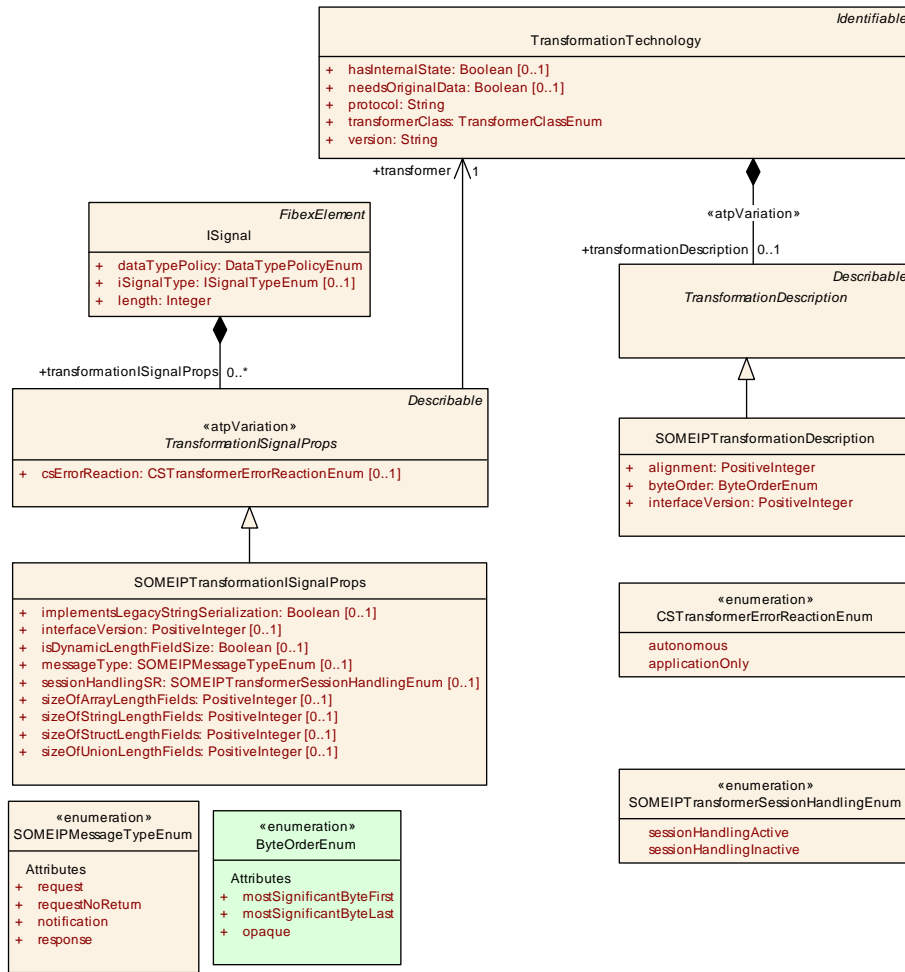 Identifiable
TransformationTechnology
+ hasInternalState: Boolean [0..1]
+ needsOriginalData: Boolean [0..1]
+ protocol: String
+ transformerClass: TransformerClassEnum
+ version: String
+transformer 1
«atpVariation»
+transformationDescription 0..1
FibexElement
ISignal
+ dataTypePolicy: DataTypePolicyEnum
+ iSignalType: ISignalTypeEnum [0..1]
+ length: Integer
+transformationISignalProps 0..*
Describable
TransformationDescription
Describable
«atpVariation»
TransformationISignalProps
+ csErrorReaction: CSTransformerErrorReactionEnum [0..1]
SOMEIPTransformationDescription
+ alignment: PositiveInteger
+ byteOrder: ByteOrderEnum
+ interfaceVersion: PositiveInteger
SOMEIPTransformationISignalProps
+ implementsLegacyStringSerialization: Boolean [0..1]
+ interfaceVersion: PositiveInteger [0..1]
+ isDynamicLengthFieldSize: Boolean [0..1]
+ messageType: SOMEIPMessageTypeEnum [0..1]
+ sessionHandlingSR: SOMEIPTransformerSessionHandlingEnum [0..1]
+ sizeOfArrayLengthFields: PositiveInteger [0..1]
+ sizeOfStringLengthFields: PositiveInteger [0..1]
+ sizeOfStructLengthFields: PositiveInteger [0..1]
+ sizeOfUnionLengthFields: PositiveInteger [0..1]
«enumeration»
CSTransformerErrorReactionEnum
autonomous
applicationOnly
«enumeration»
SOMEIPTransformerSessionHandlingEnum
sessionHandlingActive
sessionHandlingInactive
«enumeration»
SOMEIPMessageTypeEnum
Attributes
+ request
+ requestNoReturn
+ notification
+ response
«enumeration»
ByteOrderEnum
Attributes
+ mostSignificantByteFirst
+ mostSignificantByteLast
+ opaque